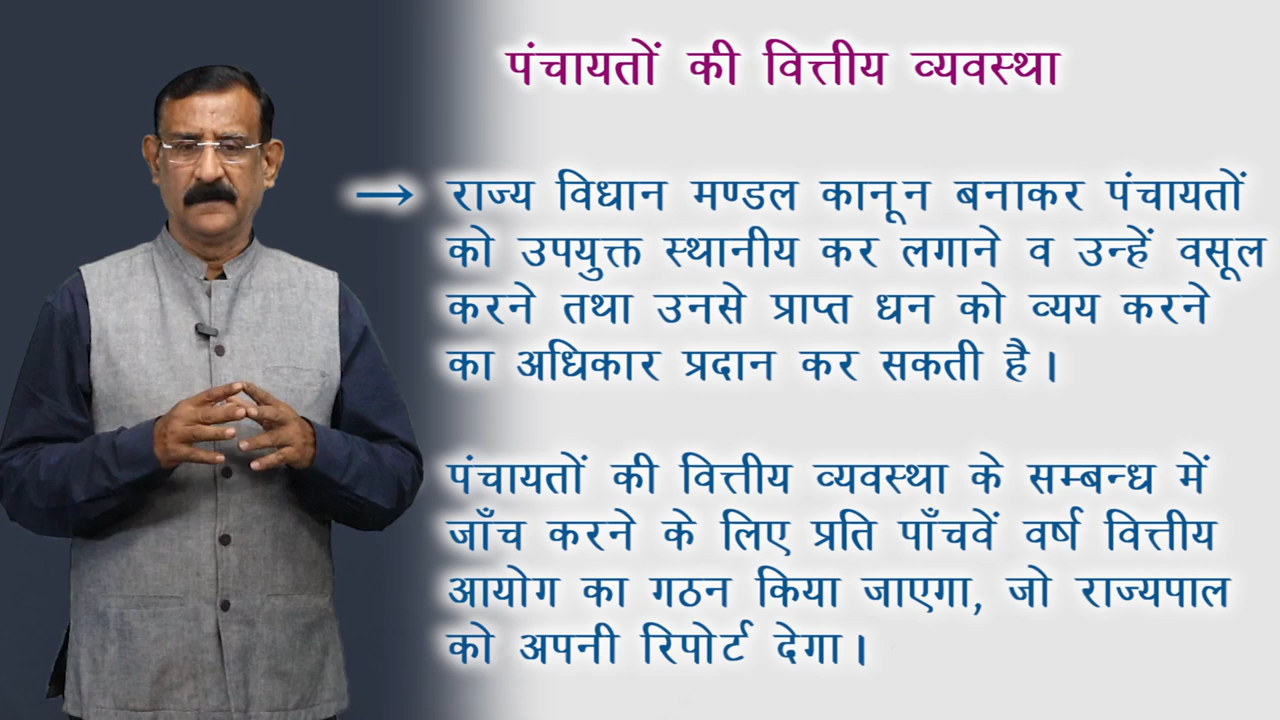 पंचायतों की वित्तीय व्यवस्था
→ राज्य विधान मण्डल कानून बनाकर पंचायतों
को उपयुक्त स्थानीय कर लगाने व उन्हें वसूल
करने तथा उनसे प्राप्त धन को व्यय करने
का अधिकार प्रदान कर सकती है।
पंचायतों की वित्तीय व्यवस्था के सम्बन्ध में
जाँच करने के लिए प्रति पाँचवें वर्ष वित्तीय
आयोग का गठन किया जाएगा, जो राज्यपाल
को अपनी रिपोर्ट देगा।